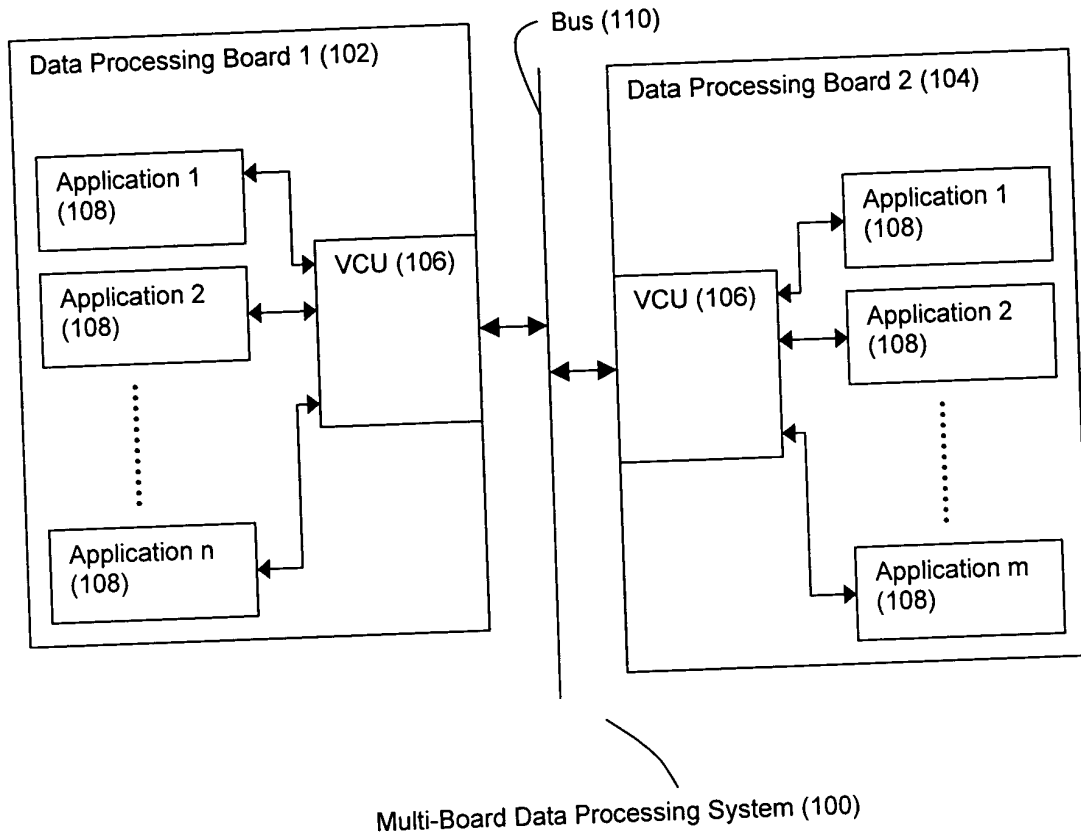 Bus (110)
Data Processing Board 1 (102)
Application 1
(108)
Application 2
(108)
Application n
(108)
VCU (106)
Data Processing Board 2 (104)
VCU (106)
Application 1
(108)
Application 2
(108)
Application m
(108)
Multi-Board Data Processing System (100)